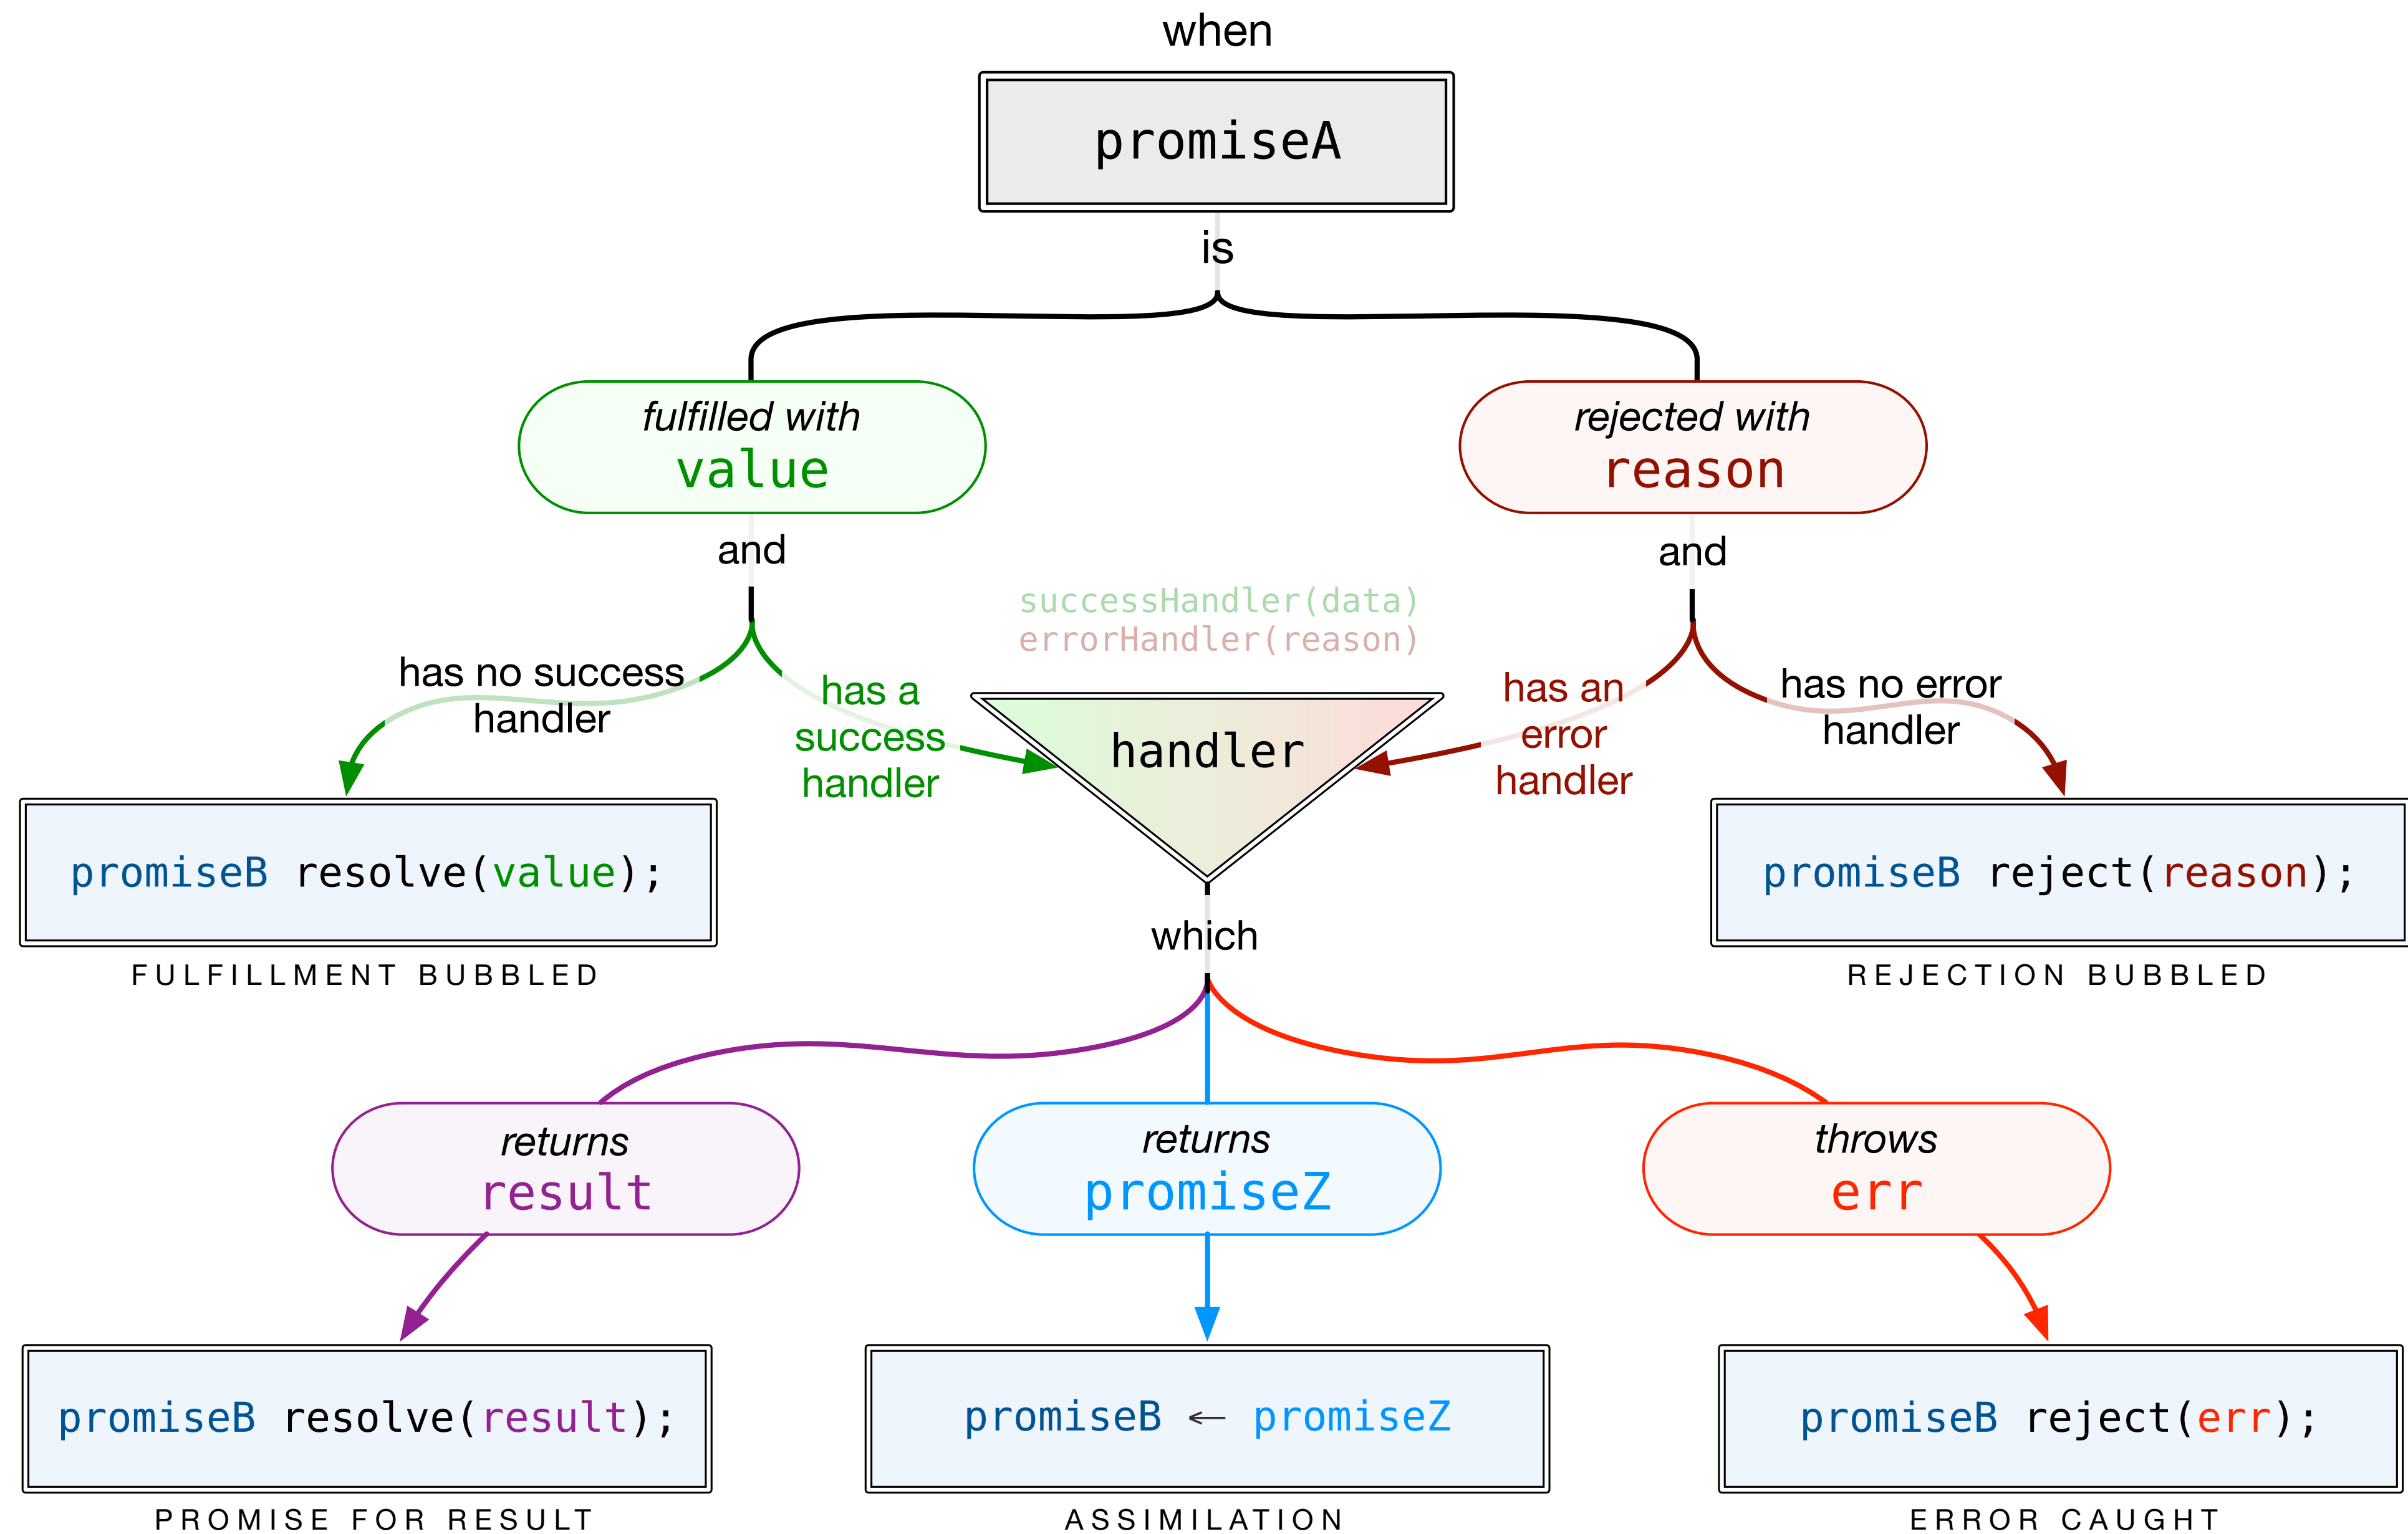 when
promiseA
is
fulfilled with
value
rejected with
reason
and
and
successHandler(data)
errorHandler(reason)
has no success
handler
has a
success
handler
handler
has an
error
handler
has no error
handler
promiseB resolve(value);
FULFILLMENT BUBBLED
promiseB reject(reason);
REJECTION BUBBLED
which
returns
result
returns
promiseZ
throws
err
promiseB resolve(result);
PROMISE FOR RESULT
promiseB ← promiseZ
ASSIMILATION
promiseB reject(err);
ERROR CAUGHT